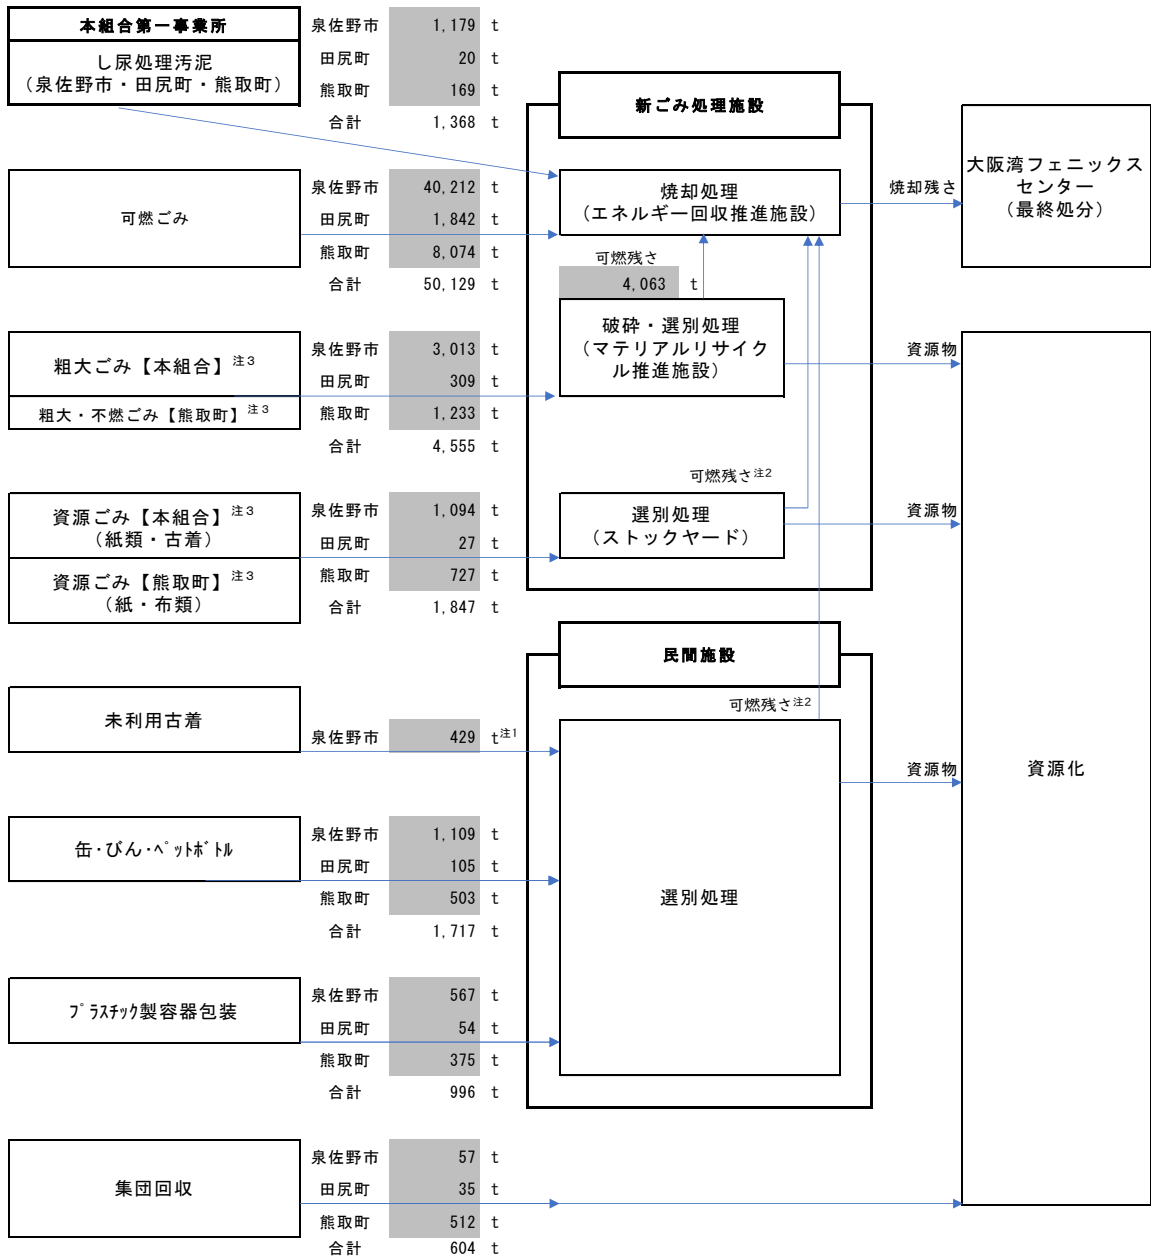 本組合第一事業所
し尿処理汚泥
（泉佐野市・田尻町・熊取町）
泉佐野市 1,179 t
田尻町 20 t
熊取町 169 t
合計 1,368 t
新ごみ処理施設
可燃ごみ
泉佐野市 40,212 t
田尻町 1,842 t
熊取町 8,074 t
合計 50,129 t
焼却処理
（エネルギー回収推進施設）
焼却残さ
大阪湾フェニックス
センター
（最終処分）
可燃残さ
4,063 t
粗大ごみ【本組合】注3
粗大・不燃ごみ【熊取町】注3
泉佐野市 3,013 t
田尻町 309 t
熊取町 1,233 t
合計 4,555 t
破砕・選別処理
（マテリアルリサイク
ル推進施設）
資源物
可燃残さ注2
資源ごみ【本組合】注3
（紙類・古着）
資源ごみ【熊取町】注3
（紙・布類）
泉佐野市 1,094 t
田尻町 27 t
熊取町 727 t
合計 1,847 t
選別処理
（ストックヤード）
資源物
民間施設
可燃残さ注2
未利用古着
泉佐野市 429 t注1
資源物
資源化
缶・びん・ﾍﾟｯﾄﾎﾞﾄﾙ
泉佐野市 1,109 t
田尻町 105 t
熊取町 503 t
合計 1,717 t
選別処理
ﾌﾟﾗｽﾁｯｸ製容器包装
泉佐野市 567 t
田尻町 54 t
熊取町 375 t
合計 996 t
集団回収
泉佐野市 57 t
田尻町 35 t
熊取町 512 t
合計 604 t